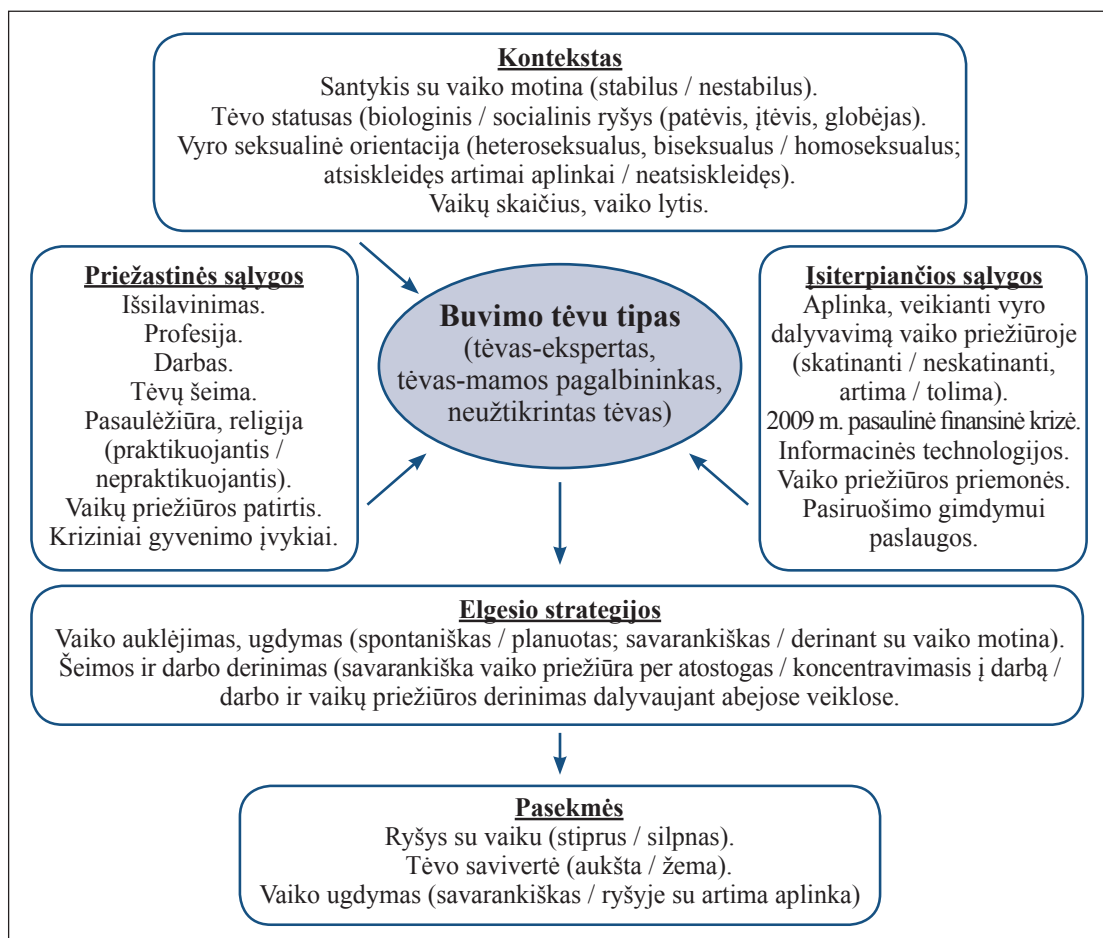 Kontekstas
Santykis su vaiko motina (stabilus / nestabilus).
Tėvo statusas (biologinis / socialinis ryšys (patėvis, įtėvis, globėjas).
Vyro seksualinė orientacija (heteroseksualus, biseksualus / homoseksualus;
atsiskleidęs artimai aplinkai / neatsiskleidęs).
Vaikų skaičius, vaiko lytis.
Priežastinės sąlygos
Išsilavinimas.
Profesija.
Darbas.
Tėvų šeima.
Pasaulėžiūra, religija
(praktikuojantis /
nepraktikuojantis).
Vaikų priežiūros patirtis.
Kriziniai gyvenimo įvykiai.
Buvimo tėvu tipas
(tėvas-ekspertas,
tėvas-mamos pagalbininkas,
neužtikrintas tėvas)
Įsiterpiančios sąlygos
Aplinka, veikianti vyro
dalyvavimą vaiko priežiūroje
(skatinanti / neskatinanti,
artima / tolima).
2009 m. pasaulinė finansinė krizė.
Informacinės technologijos.
Vaiko priežiūros priemonės.
Pasiruošimo gimdymui
paslaugos.
Elgesio strategijos
Vaiko auklėjimas, ugdymas (spontaniškas / planuotas; savarankiškas / derinant su vaiko motina).
Šeimos ir darbo derinimas (savarankiška vaiko priežiūra per atostogas / koncentravimasis į darbą /
darbo ir vaikų priežiūros derinimas dalyvaujant abejose veiklose.
Pasekmės
Ryšys su vaiku (stiprus / silpnas).
Tėvo savivertė (aukšta / žema).
Vaiko ugdymas (savarankiškas / ryšyje su artima aplinka)